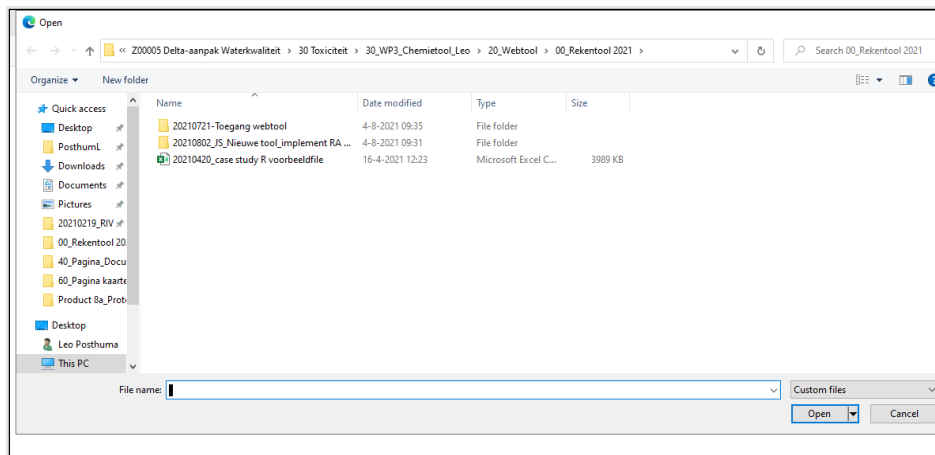 Open
« Z00005 Delta-aanpak Waterkwaliteit > 30 Toxiciteit > 30_WP3_Chemietool_Leo > 20_Webtool > 00_Rekentool 2021 >
Search 00_Rekentool 2021
Organize
New folder
Name Date modified Type Size
Quick access
Desktop
PosthumL
Downloads
Documents
Pictures
20210219_RIV
00_Rekentool 20
40_Pagina_Docu
60_Pagina kaarte
Product 8a_Proto
Desktop
Leo Posthuma
This PC
20210721-Toegang webtool 4-8-2021 09:35 File folder
20210802_JS_Nieuwe tool_implement RA ... 4-8-2021 09:31 File folder
20210420_case study R voorbeeldfile 16-4-2021 12:23 Microsoft Excel C... 3989 KB
File name:
Custom files
Open
Cancel